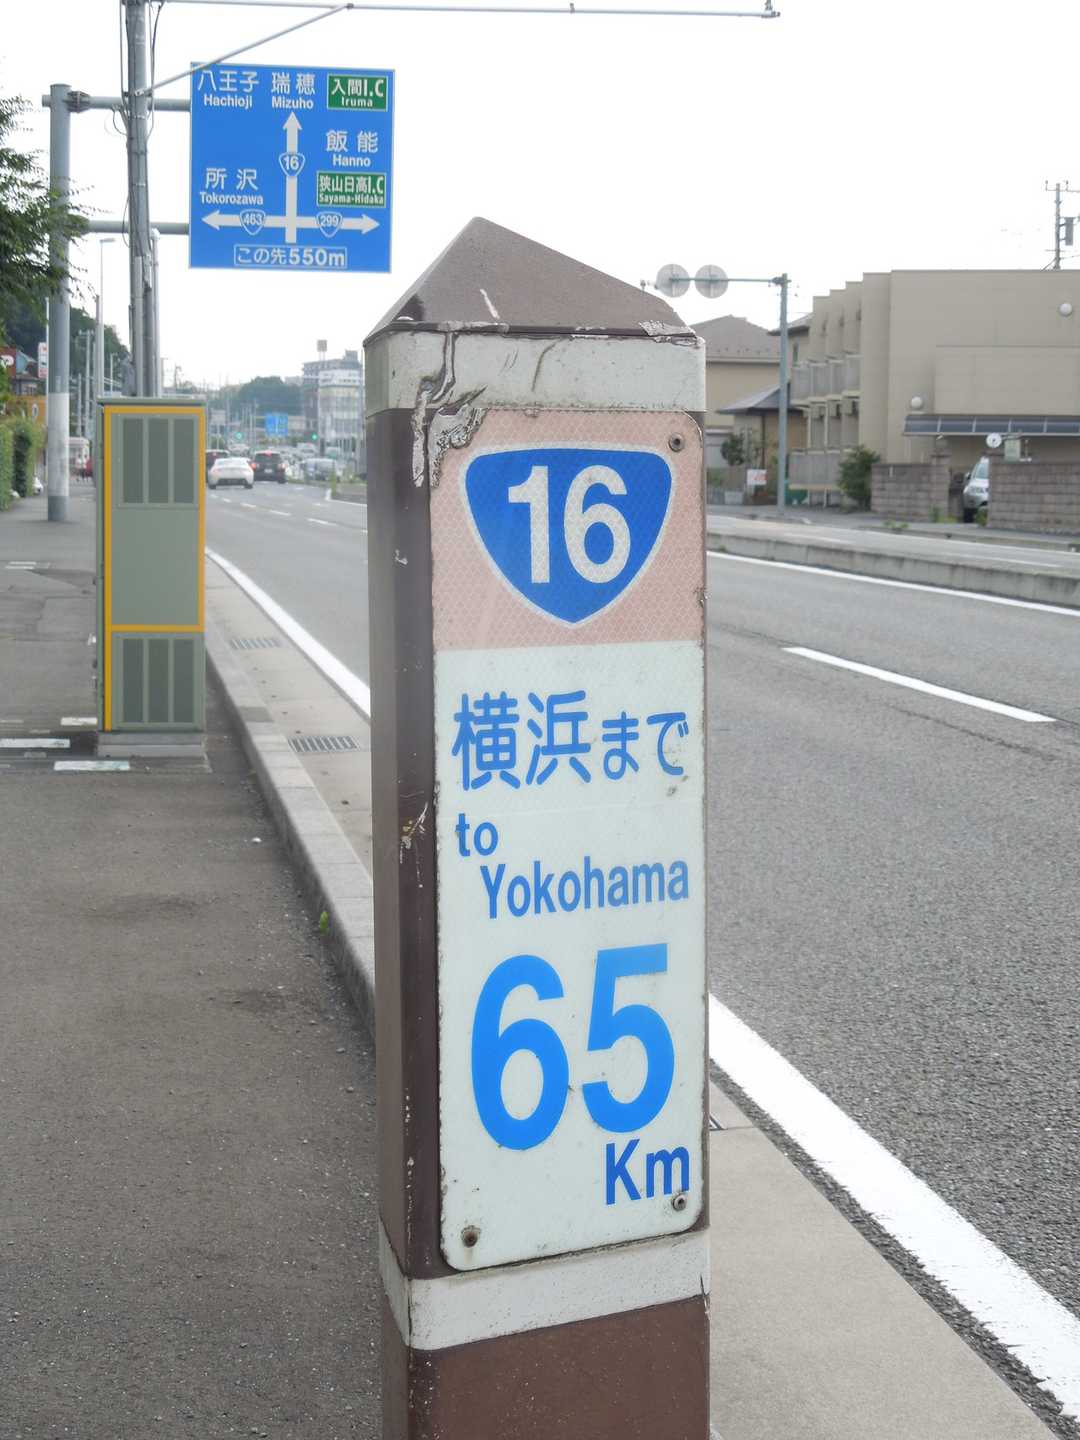 八王子 瑞穂 入間I.C
Hachioji Mizuho Iruma
16
飯能
Hanno
所沢
Tokorozawa
狭山日高I.C
Sayama-Hidaka
463
299
この先550m
16
横浜まで
to
Yokohama
65
Km